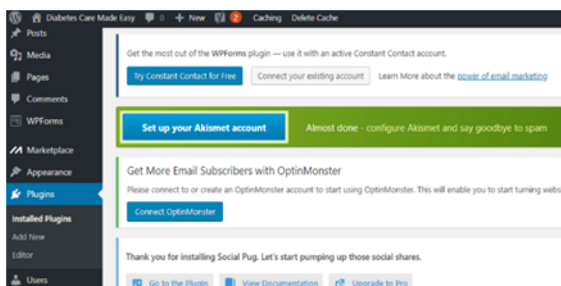 Diabetes Care Made Easy 0 + New 2 Caching Delete Cache
Posts
Media
Pages
Comments
WPForms
Marketplace
Appearance
Plugins
Installed Plugins
Add New
Editor
Users
Get the most out of the WPForms plugin — use it with an active Constant Contact account.
Try Constant Contact for Free Connect your existing account Learn More about the power of email marketing
Set up your Akismet account Almost done - configure Akismet and say goodbye to spam
Get More Email Subscribers with OptinMonster
Please connect to or create an OptinMonster account to start using OptinMonster. This will enable you to start turning webs
Connect OptinMonster
Thank you for installing Social Pug. Let's start pumping up those social shares.
Go to the Plugin View Documentation Upgrade to Pro